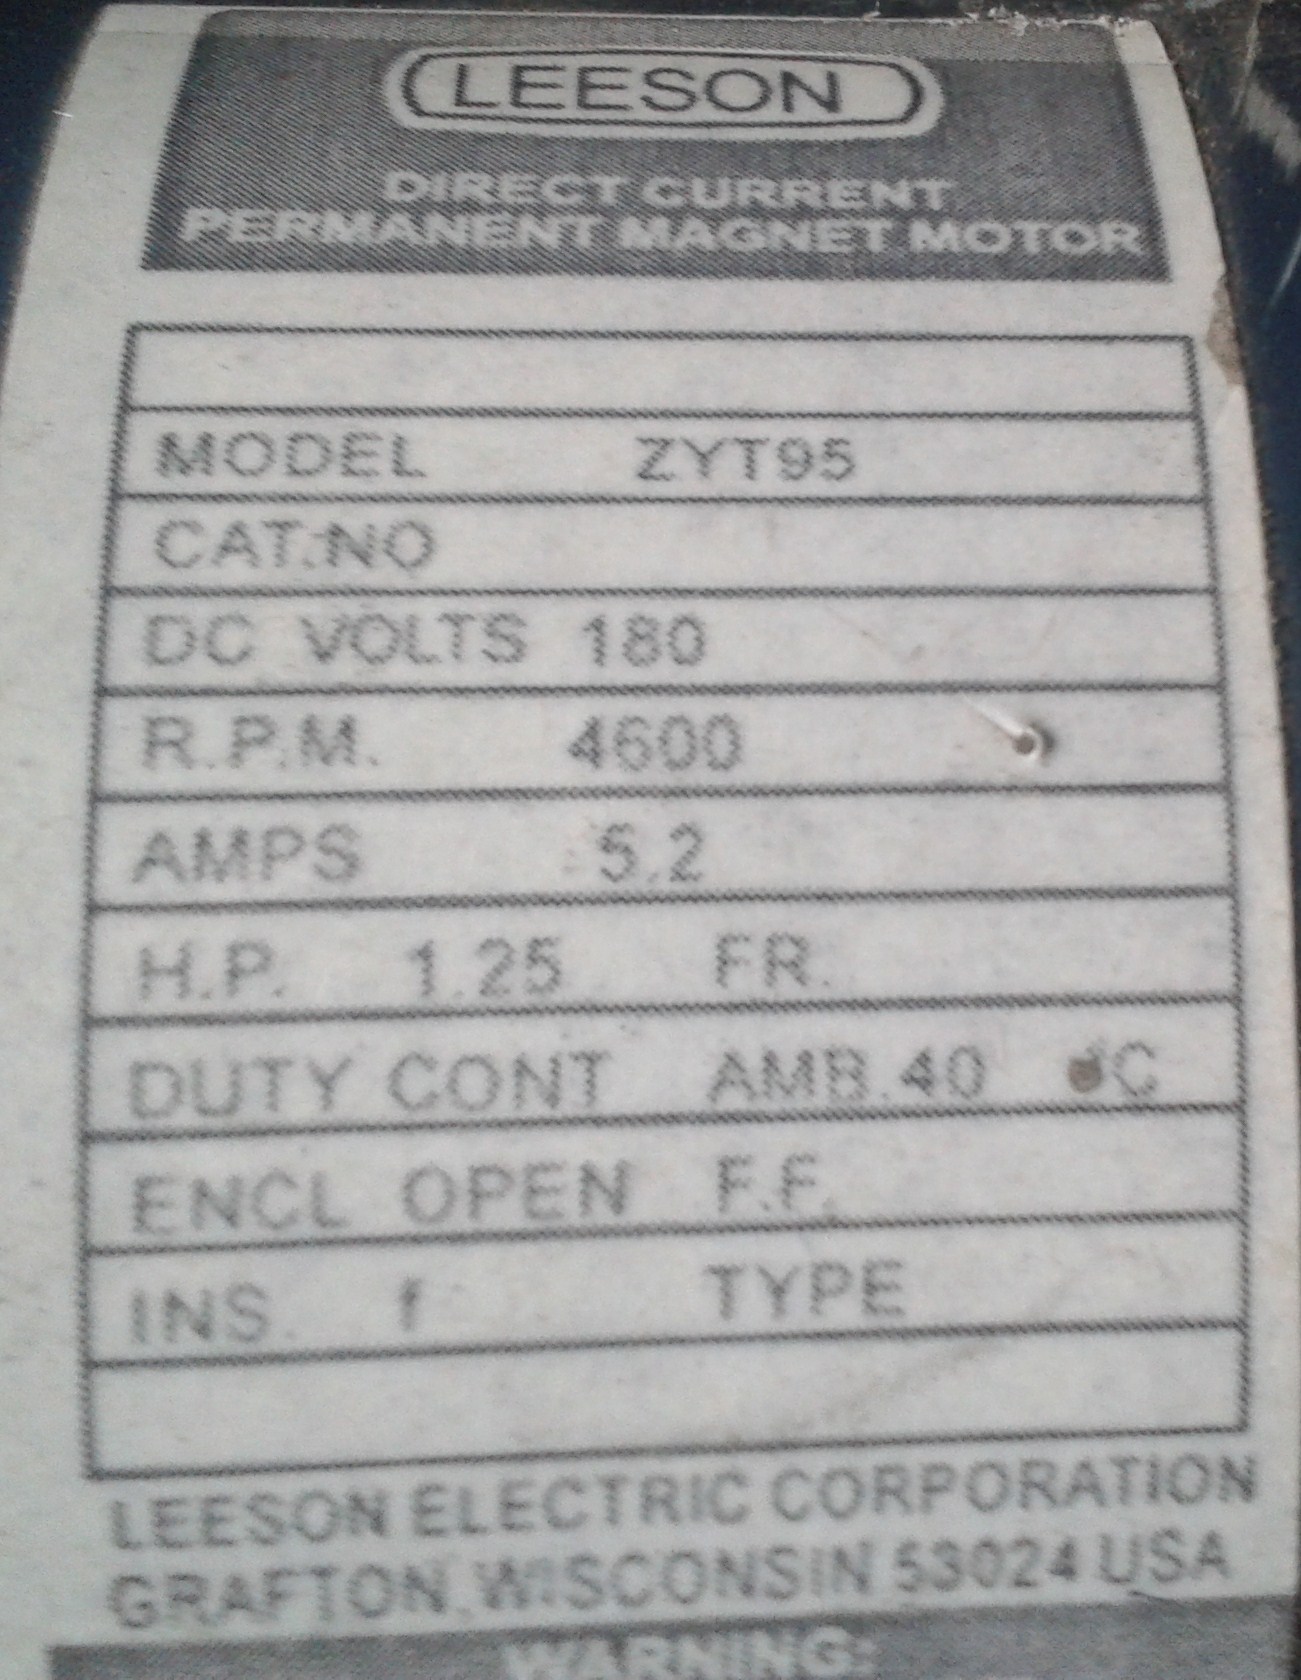 LEESON
DIRECT CURRENT
PERMANENT MAGNET MOTOR
MODEL ZYT95
CAT.NO
DC VOLTS 180
R.P.M. 4600
AMPS 5.2
H.P. 1.25 FR.
DUTY CONT AMB.40 °C
ENCL OPEN F.F.
INS. f TYPE
LEESON ELECTRIC CORPORATION
GRAFTON.WISCONSIN 53024 USA
WARNING: